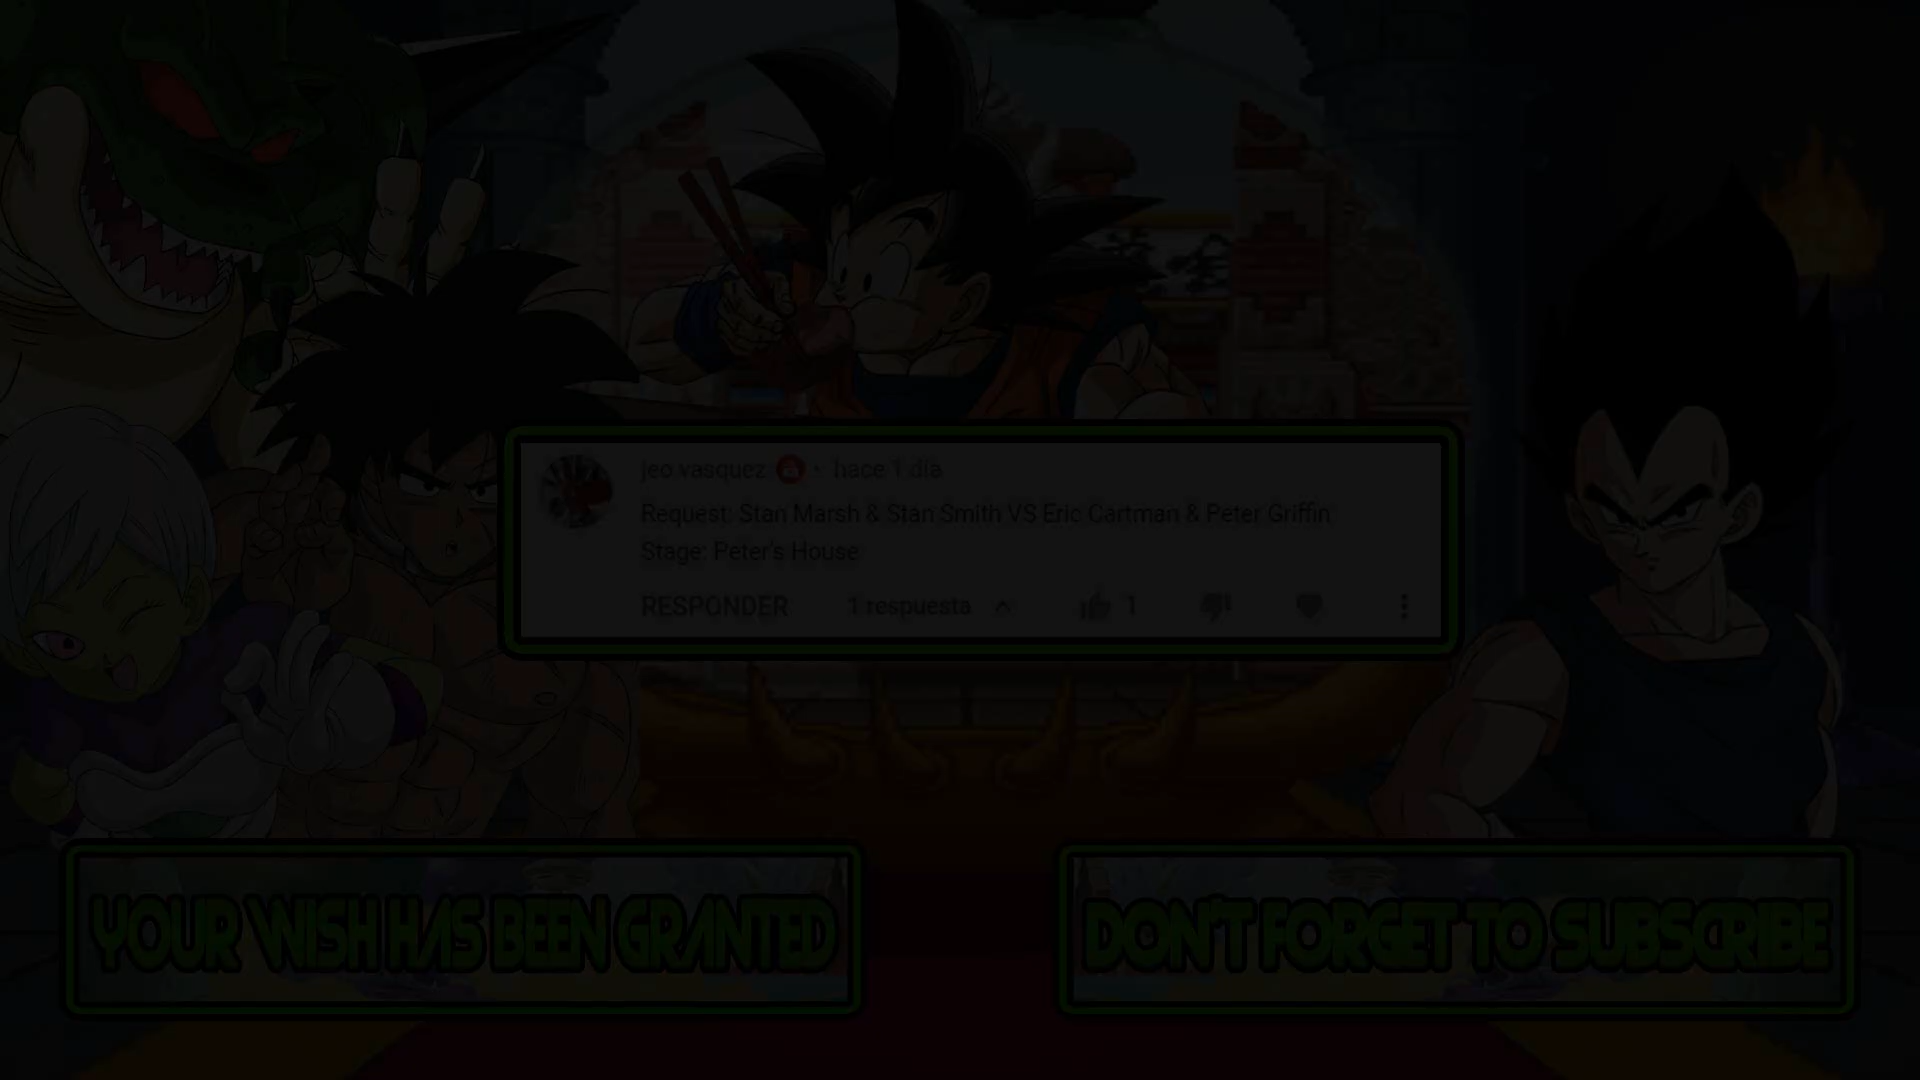 jeo vasquez • hace 1 día
Request: Stan Marsh & Stan Smith VS Eric Cartman & Peter Griffin
Stage: Peter's House
RESPONDER 1 respuesta 1
YOUR WISH HAS BEEN GRANTED
DON'T FORGET TO SUBSCRIBE